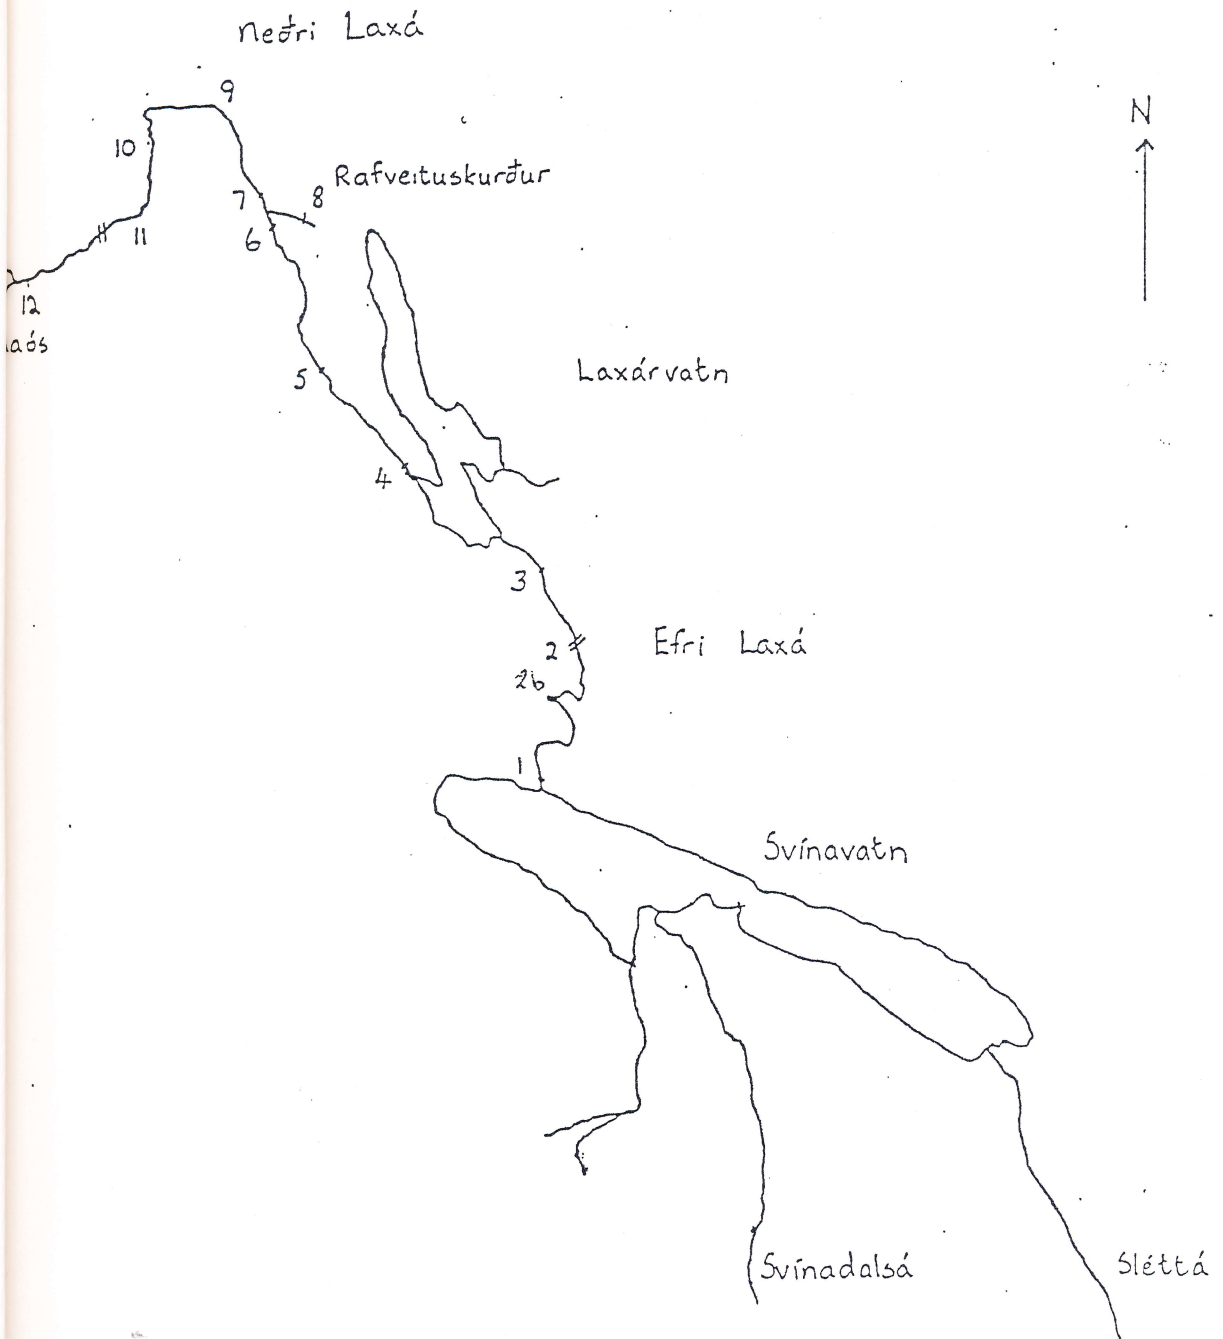 Neðri Laxá
N
9
10
Rafveituskurður
7
8
6
11
12
aós
Laxárvatn
5
4
3
Efri Laxá
2
2b
1
Svínavatn
Svínadalsá
Sléttá